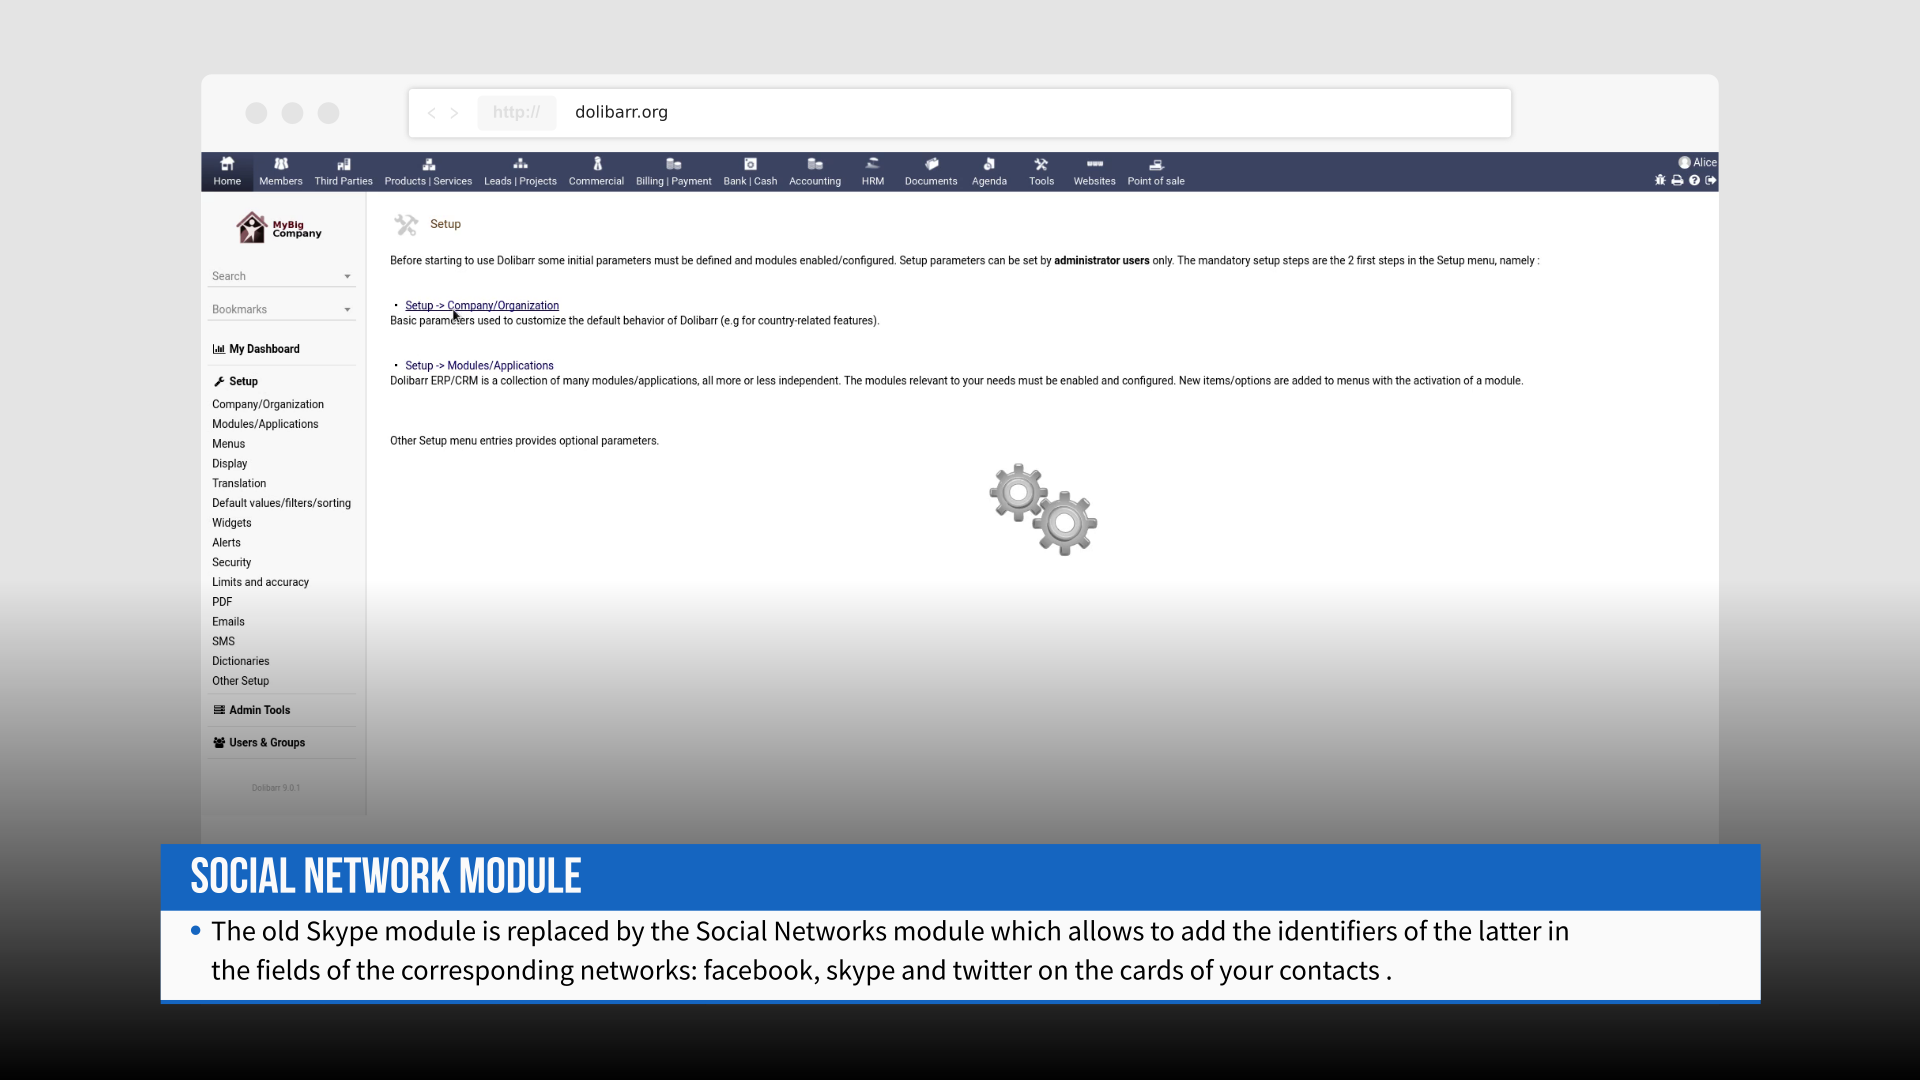 http://
dolibarr.org
Home
Members
Third Parties
Products | Services
Leads | Projects
Commercial
Billing | Payment
Bank | Cash
Accounting
HRM
Documents
Agenda
Tools
Websites
Point of sale
Alice
MyBig
Company
Search
Bookmarks
My Dashboard
Setup
Company/Organization
Modules/Applications
Menus
Display
Translation
Default values/filters/sorting
Widgets
Alerts
Security
Limits and accuracy
PDF
Emails
SMS
Dictionaries
Other Setup
Admin Tools
Users & Groups
Dolibarr 9.0.1
Setup
Before starting to use Dolibarr some initial parameters must be defined and modules enabled/configured. Setup parameters can be set by administrator users only. The mandatory setup steps are the 2 first steps in the Setup menu, namely :
• Setup -> Company/Organization
Basic parameters used to customize the default behavior of Dolibarr (e.g for country-related features).
• Setup -> Modules/Applications
Dolibarr ERP/CRM is a collection of many modules/applications, all more or less independent. The modules relevant to your needs must be enabled and configured. New items/options are added to menus with the activation of a module.
Other Setup menu entries provides optional parameters.
SOCIAL NETWORK MODULE
• The old Skype module is replaced by the Social Networks module which allows to add the identifiers of the latter in
the fields of the corresponding networks: facebook, skype and twitter on the cards of your contacts .